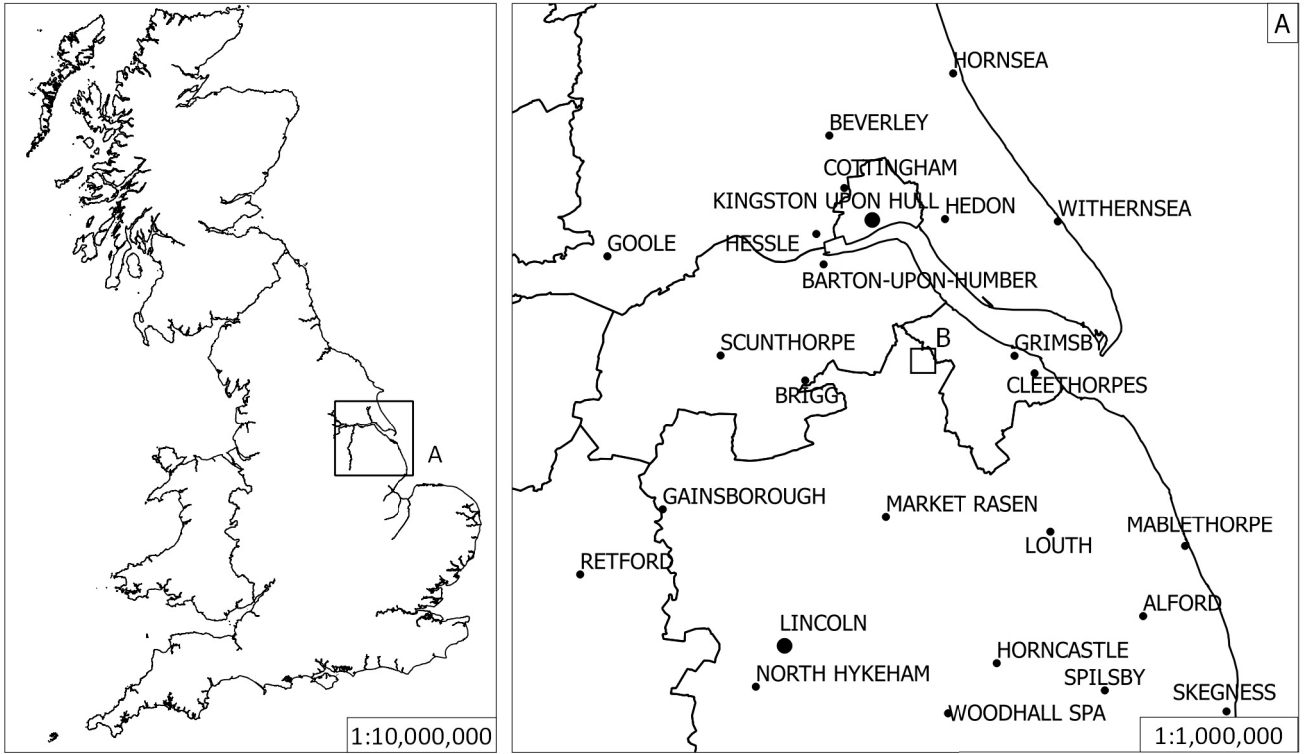 A
1:10,000,000
A
HORNSEA
BEVERLEY
COTTINGHAM
KINGSTON UPON HULL
HEDON
WITHERNSEA
HESSLE
GOOLE
BARTON-UPON-HUMBER
SCUNTHORPE
B
GRIMSBY
CLEETHORPES
BRIGG
GAINSBOROUGH
MARKET RASEN
MABLETHORPE
LOUTH
RETFORD
ALFORD
LINCOLN
HORNCASTLE
NORTH HYKEHAM
SPILSBY
SKEGNESS
WOODHALL SPA
1:1,000,000